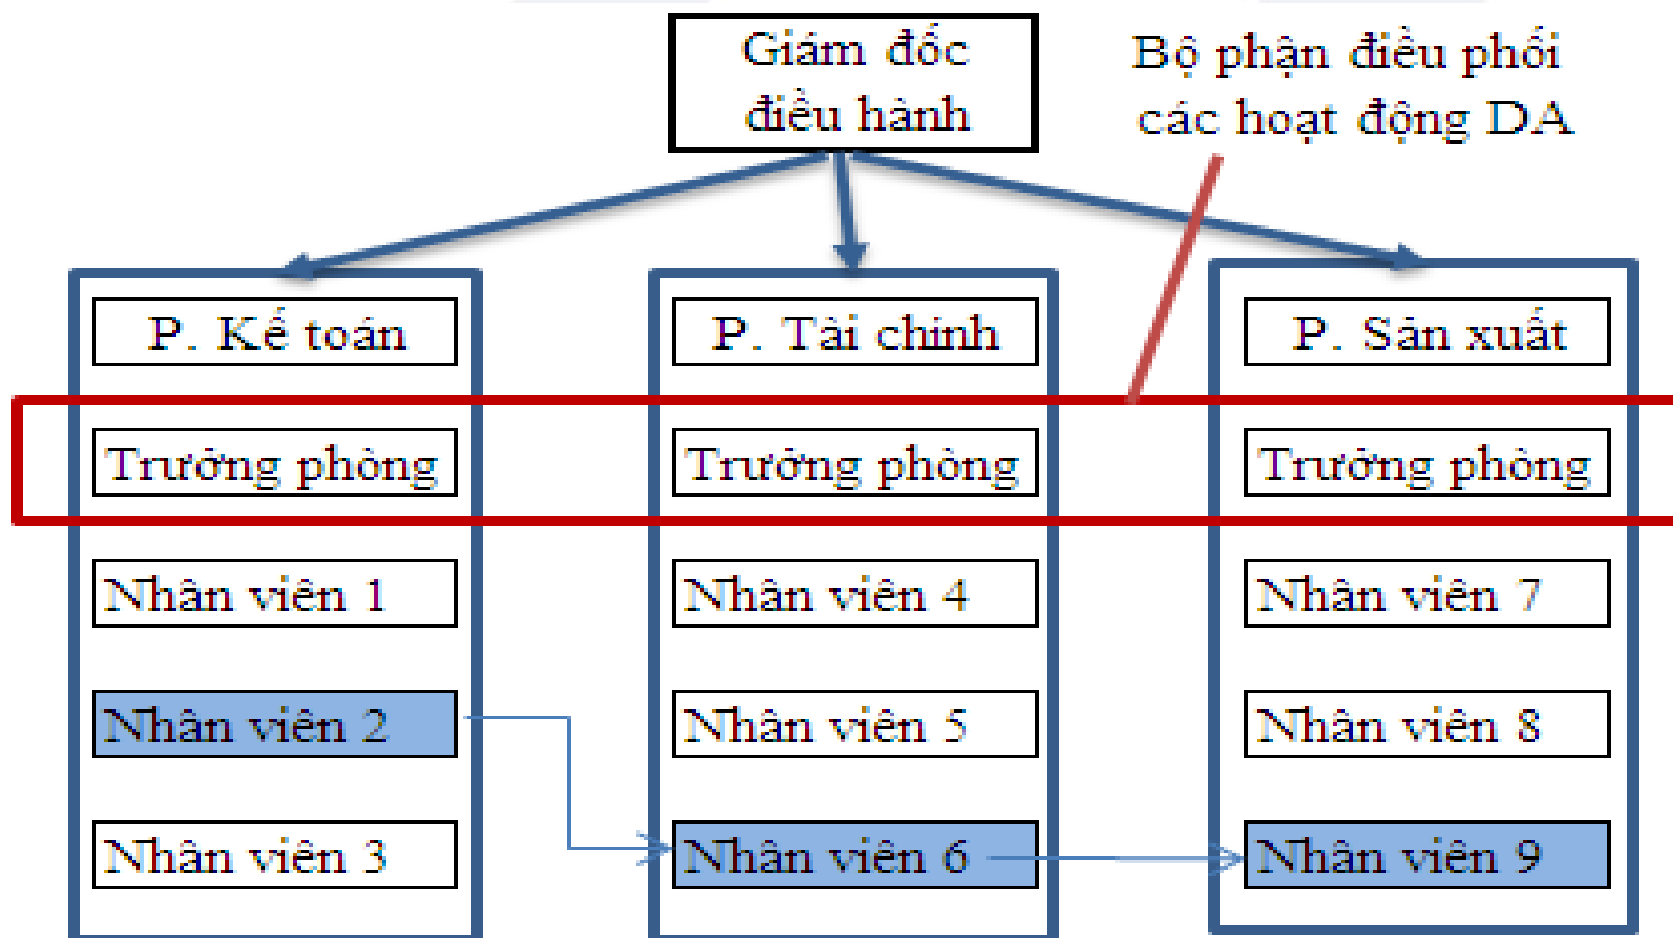 Giám đốc
điều hành
Bộ phận điều phối
các hoạt động DA
P. Kế toán
P. Tài chính
P. Sản xuất
Trưởng phòng
Trưởng phòng
Trưởng phòng
Nhân viên 1
Nhân viên 4
Nhân viên 7
Nhân viên 2
Nhân viên 5
Nhân viên 8
Nhân viên 3
Nhân viên 6
Nhân viên 9